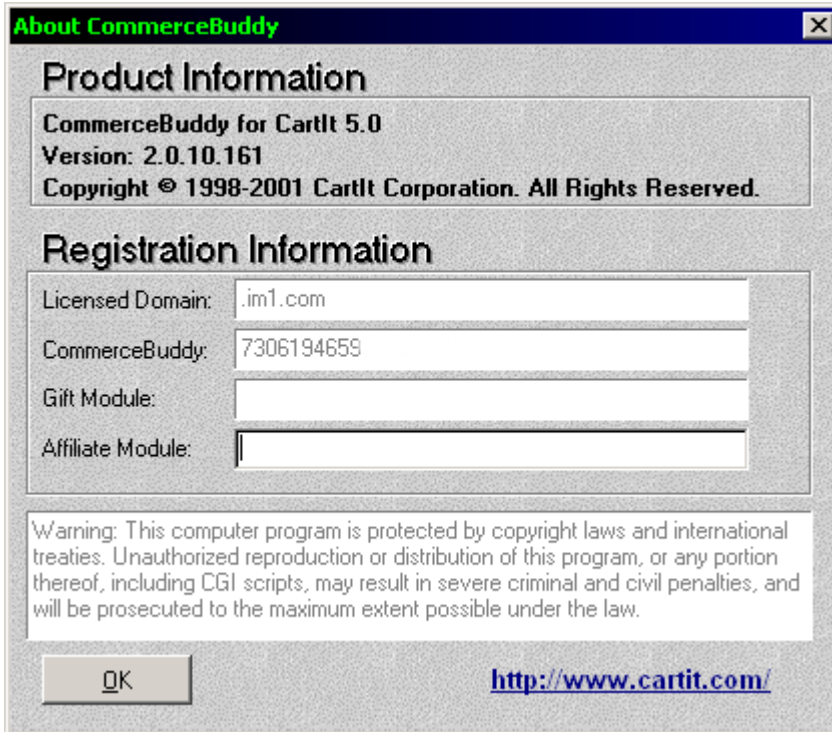 About CommerceBuddy
Product Information
CommerceBuddy for CartIt 5.0
Version: 2.0.10.161
Copyright © 1998-2001 CartIt Corporation. All Rights Reserved.
Registration Information
Licensed Domain: .im1.com
CommerceBuddy: 7306194659
Gift Module:
Affiliate Module:
Warning: This computer program is protected by copyright laws and international
treaties. Unauthorized reproduction or distribution of this program, or any portion
thereof, including CGI scripts, may result in severe criminal and civil penalties, and
will be prosecuted to the maximum extent possible under the law.
OK http://www.cartit.com/